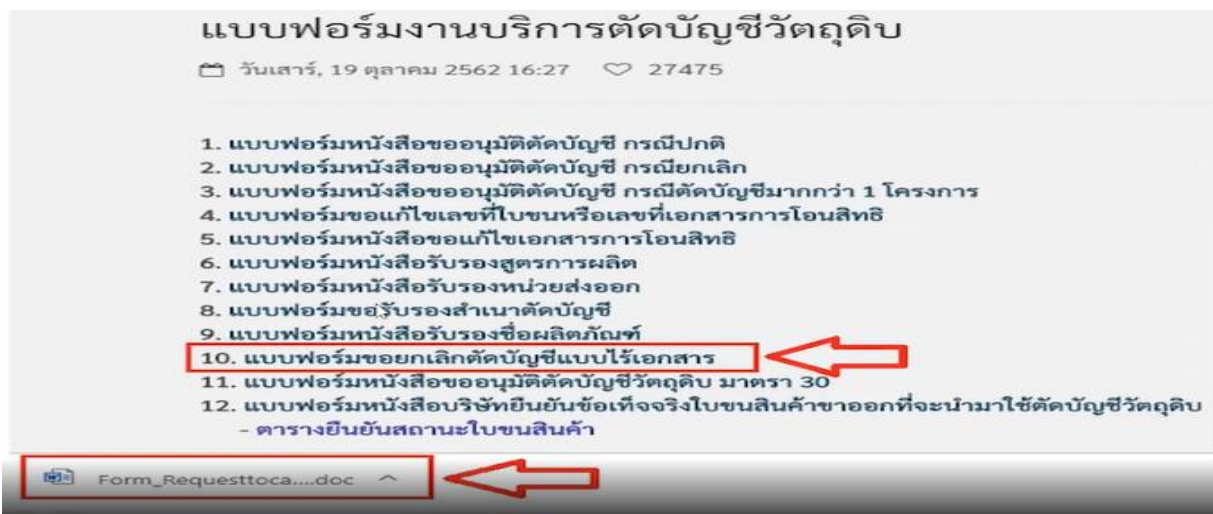 แบบฟอร์มงานบริการตัดบัญชีวัตถุดิบ
วันเสาร์, 19 ตุลาคม 2562 16:27 27475
1. แบบฟอร์มหนังสือขออนุมัติตัดบัญชี กรณีปกติ
2. แบบฟอร์มหนังสือขออนุมัติตัดบัญชี กรณียกเลิก
3. แบบฟอร์มหนังสือขออนุมัติตัดบัญชี กรณีตัดบัญชีมากกว่า 1 โครงการ
4. แบบฟอร์มขอแก้ไขเลขที่ใบขนหรือเลขที่เอกสารการโอนสิทธิ
5. แบบฟอร์มหนังสือขอแก้ไขเอกสารการโอนสิทธิ
6. แบบฟอร์มหนังสือรับรองสูตรการผลิต
7. แบบฟอร์มหนังสือรับรองหน่วยส่งออก
8. แบบฟอร์มขอรับรองสำเนาตัดบัญชี
9. แบบฟอร์มหนังสือรับรองชื่อผลิตภัณฑ์
10. แบบฟอร์มขอยกเลิกตัดบัญชีแบบไร้เอกสาร
11. แบบฟอร์มหนังสือขออนุมัติตัดบัญชีวัตถุดิบ มาตรา 30
12. แบบฟอร์มหนังสือบริษัทยืนยันข้อเท็จจริงใบขนสินค้าขาออกที่จะนำมาใช้ตัดบัญชีวัตถุดิบ
- ตารางยืนยันสถานะใบขนสินค้า
Form_Requesttoca....doc